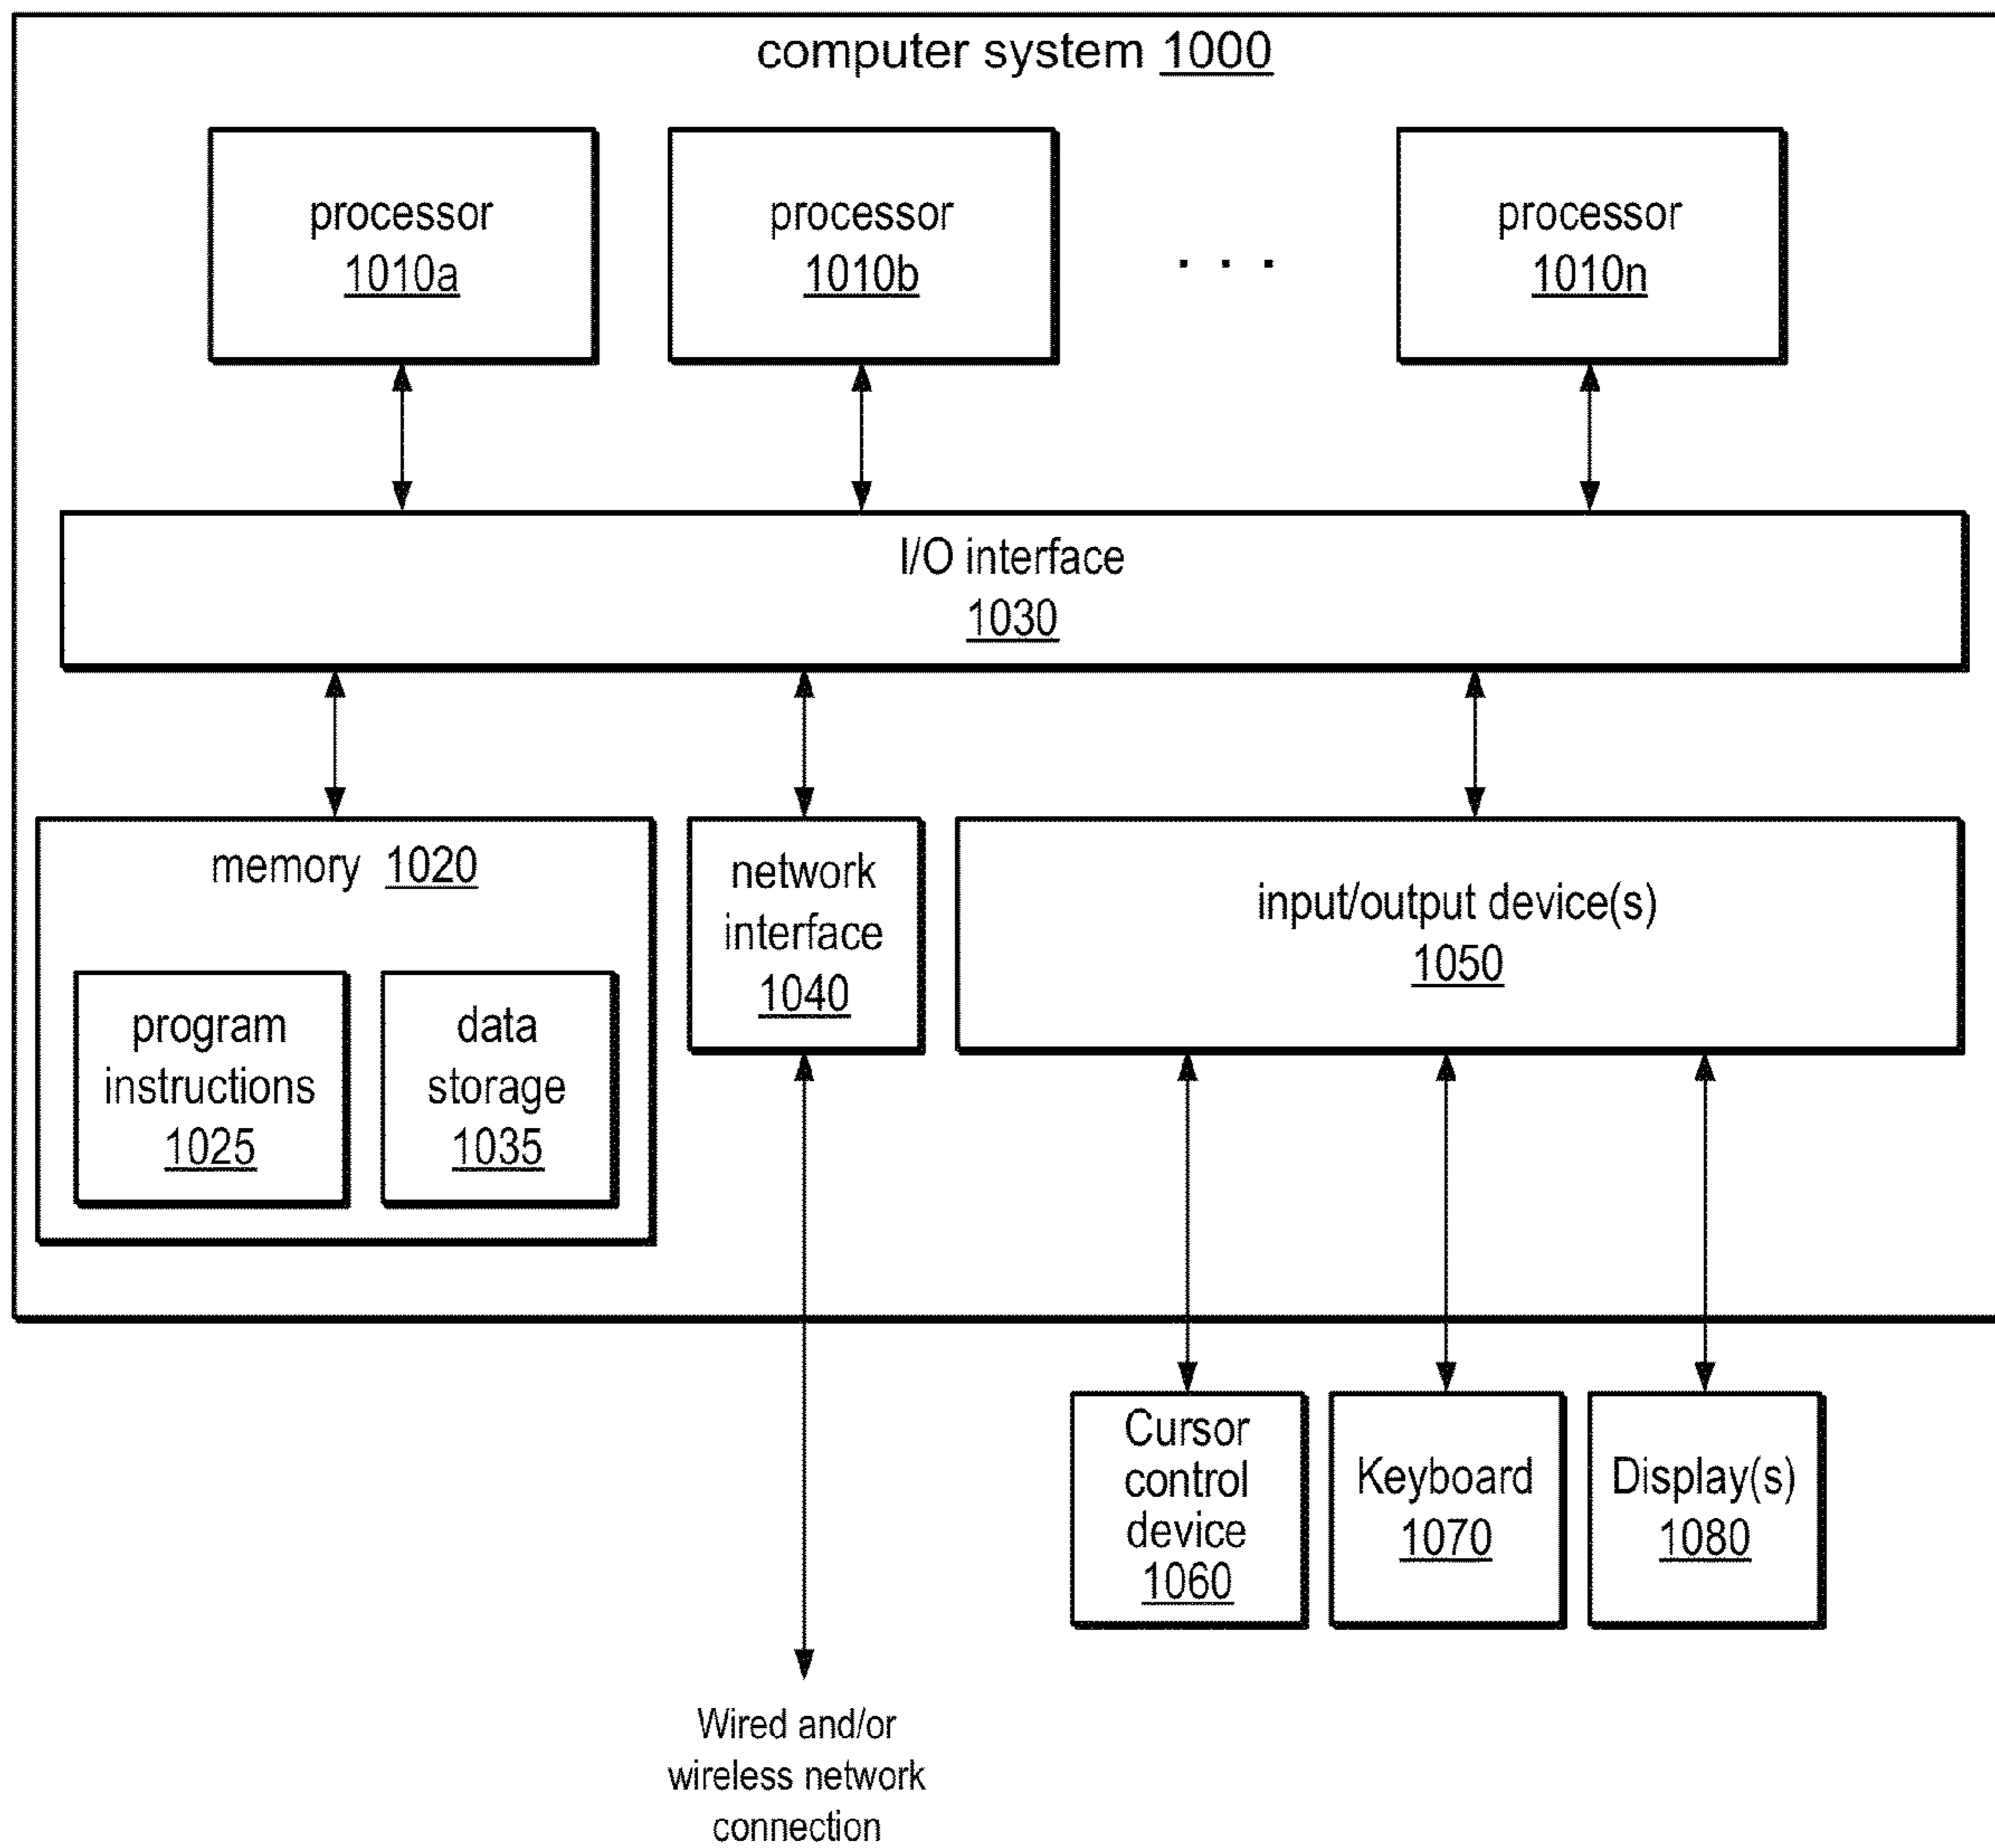 computer system 1000
processor
1010a
processor
1010b
. . .
processor
1010n
I/O interface
1030
memory 1020
program
instructions
1025
data
storage
1035
network
interface
1040
input/output device(s)
1050
Cursor
control
device
1060
Keyboard
1070
Display(s)
1080
Wired and/or
wireless network
connection